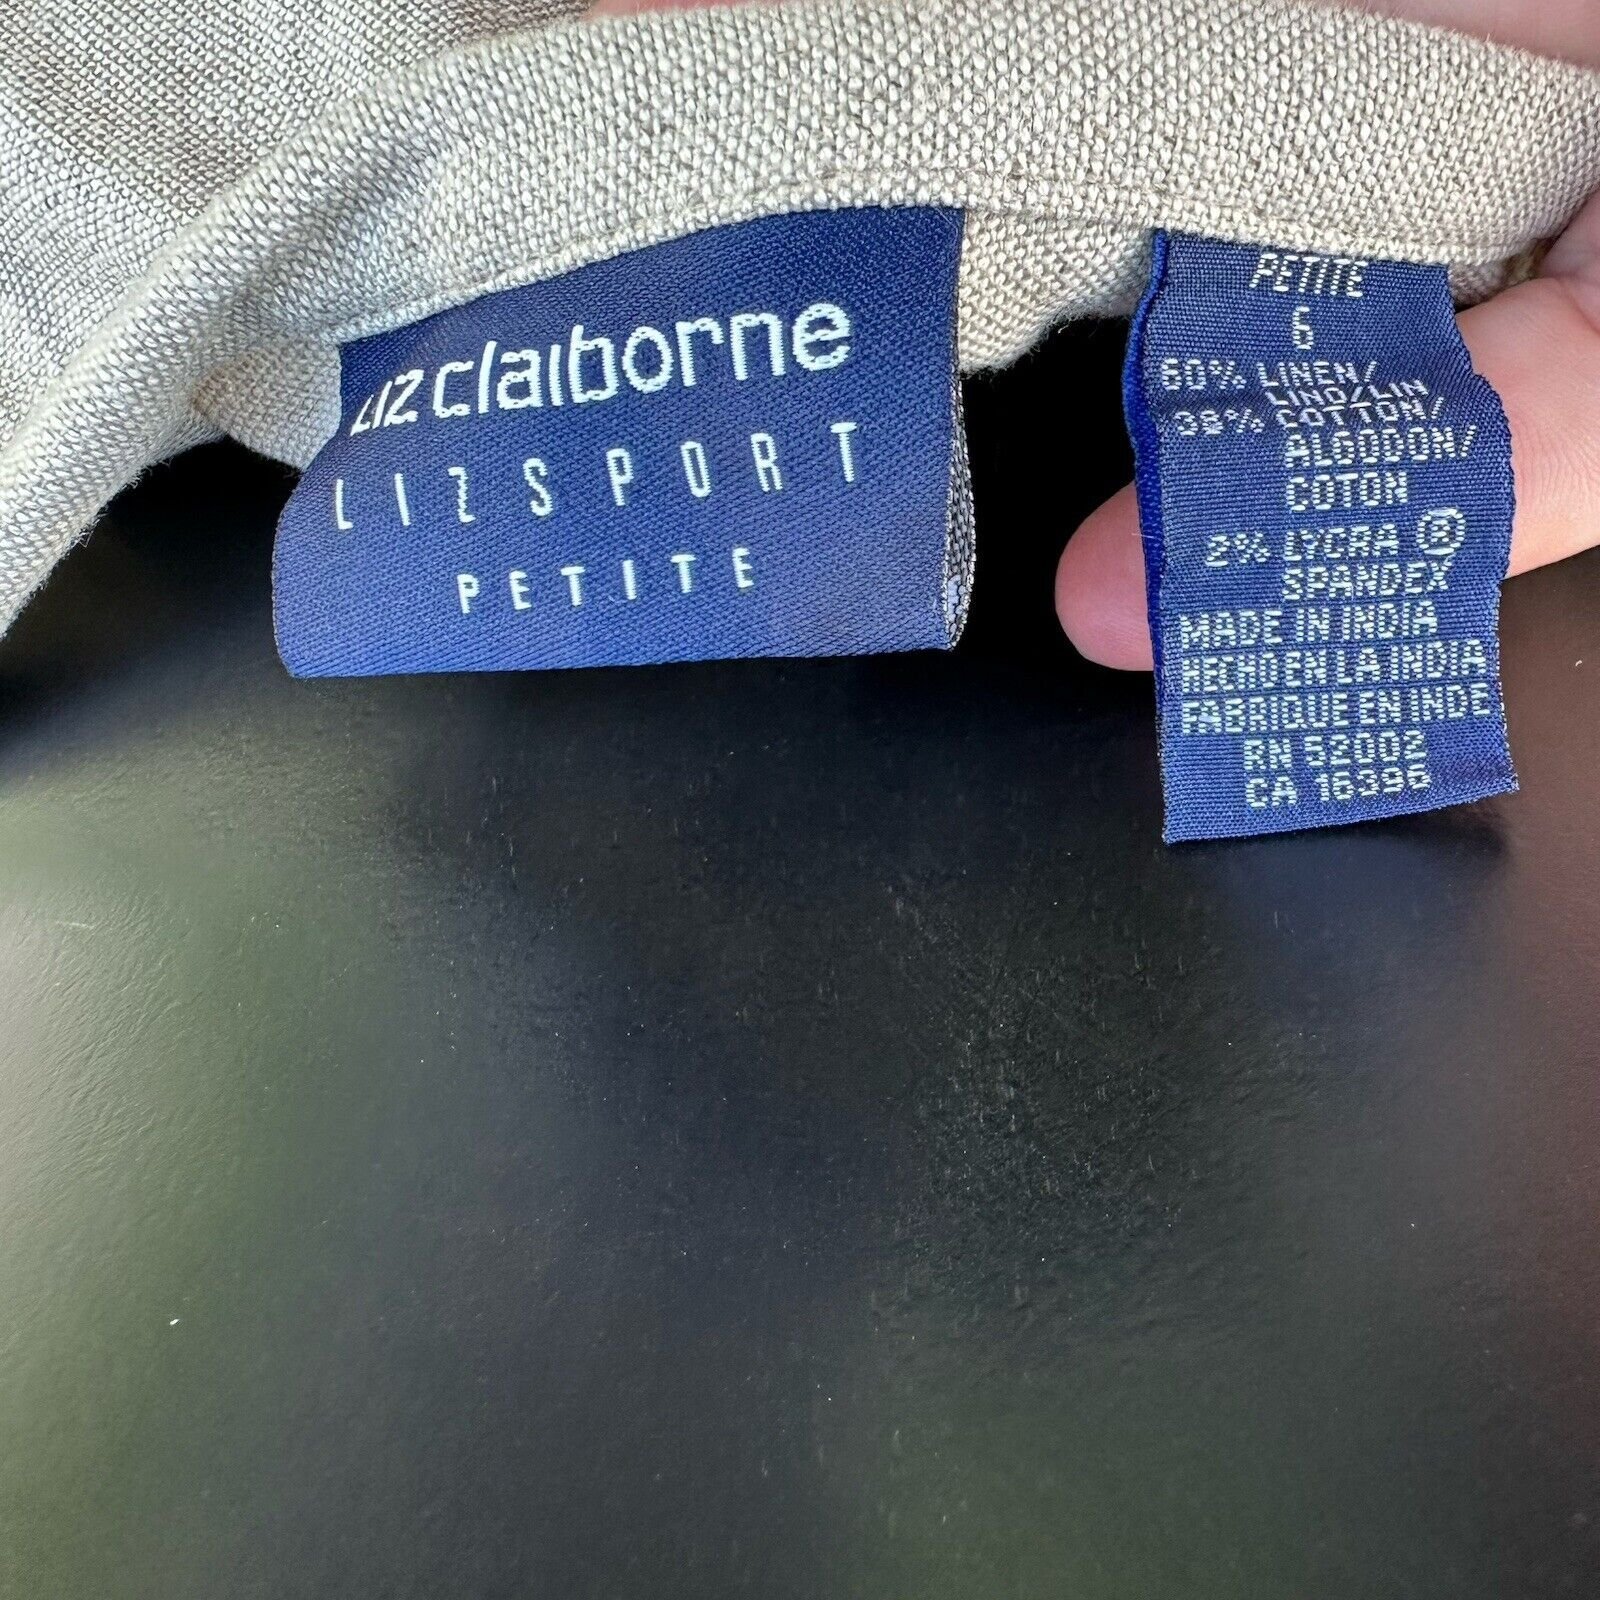 LIZ claiborne
LIZSPORT
PETITE
PETITE
6
60% LINEN/
LINO/LIN
38% COTTON/
ALGODON/
COTON
2% LYCRA ®
SPANDEX
MADE IN INDIA
HECHO EN LA INDIA
FABRIQUE EN INDE
RN 52002
CA 16396